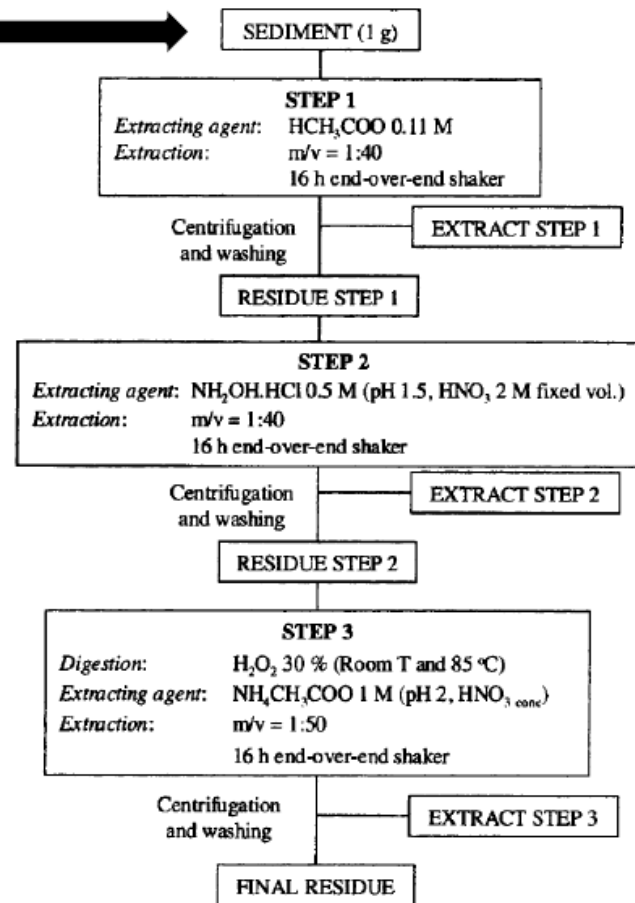 SEDIMENT (1 g)
STEP 1
Extracting agent: HCH₃COO 0.11 M
Extraction: m/v = 1:40
16 h end-over-end shaker
Centrifugation
and washing
EXTRACT STEP 1
RESIDUE STEP 1
STEP 2
Extracting agent: NH₂OH.HCl 0.5 M (pH 1.5, HNO₃ 2 M fixed vol.)
Extraction: m/v = 1:40
16 h end-over-end shaker
Centrifugation
and washing
EXTRACT STEP 2
RESIDUE STEP 2
STEP 3
Digestion: H₂O₂ 30 % (Room T and 85 ºC)
Extracting agent: NH₄CH₃COO 1 M (pH 2, HNO₃ conc)
Extraction: m/v = 1:50
16 h end-over-end shaker
Centrifugation
and washing
EXTRACT STEP 3
FINAL RESIDUE